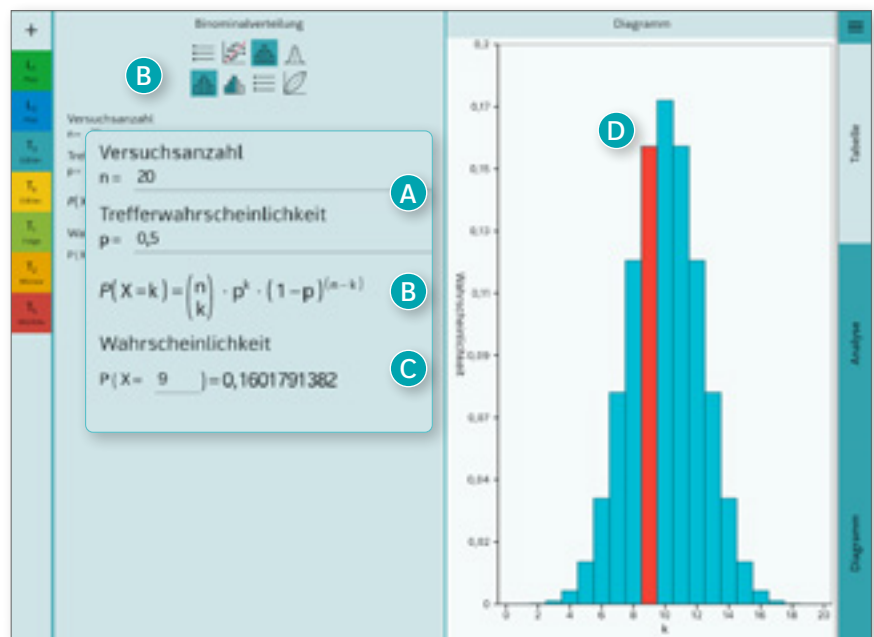 +
Binominalverteilung
B
Versuchsanzahl
n=
p=
Versuchsanzahl
n = 20
A
Trefferwahrscheinlichkeit
p = 0,5
P(X=k)=(n k) · p^k · (1−p)^(n−k)
B
Wahrscheinlichkeit
P(X= 9 )=0,1601791382
C
Diagramm
D
0,2
0,17
0,15
0,13
0,11
0,09
0,07
0,04
0,02
0
Wahrscheinlichkeit
0 2 4 6 8 10 12 14 16 18 20
k
Tabelle
Analyse
Diagramm